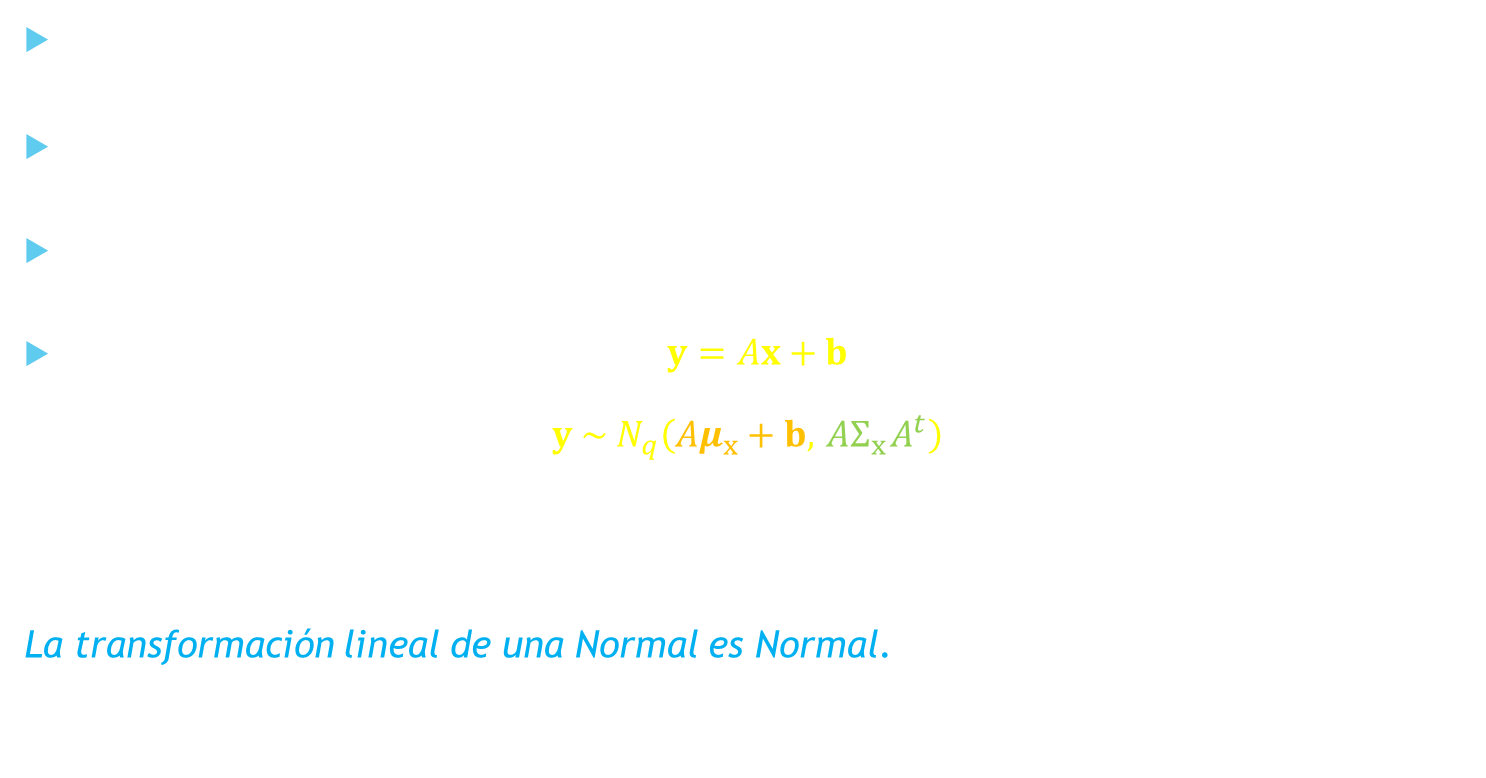 ▶
▶
▶
▶ 𝐲 = 𝐴𝐱 + 𝐛
𝐲 ~ 𝑁_𝑞(𝐴𝝁_x + 𝐛, 𝐴Σ_x𝐴^𝑡)
La transformación lineal de una Normal es Normal.